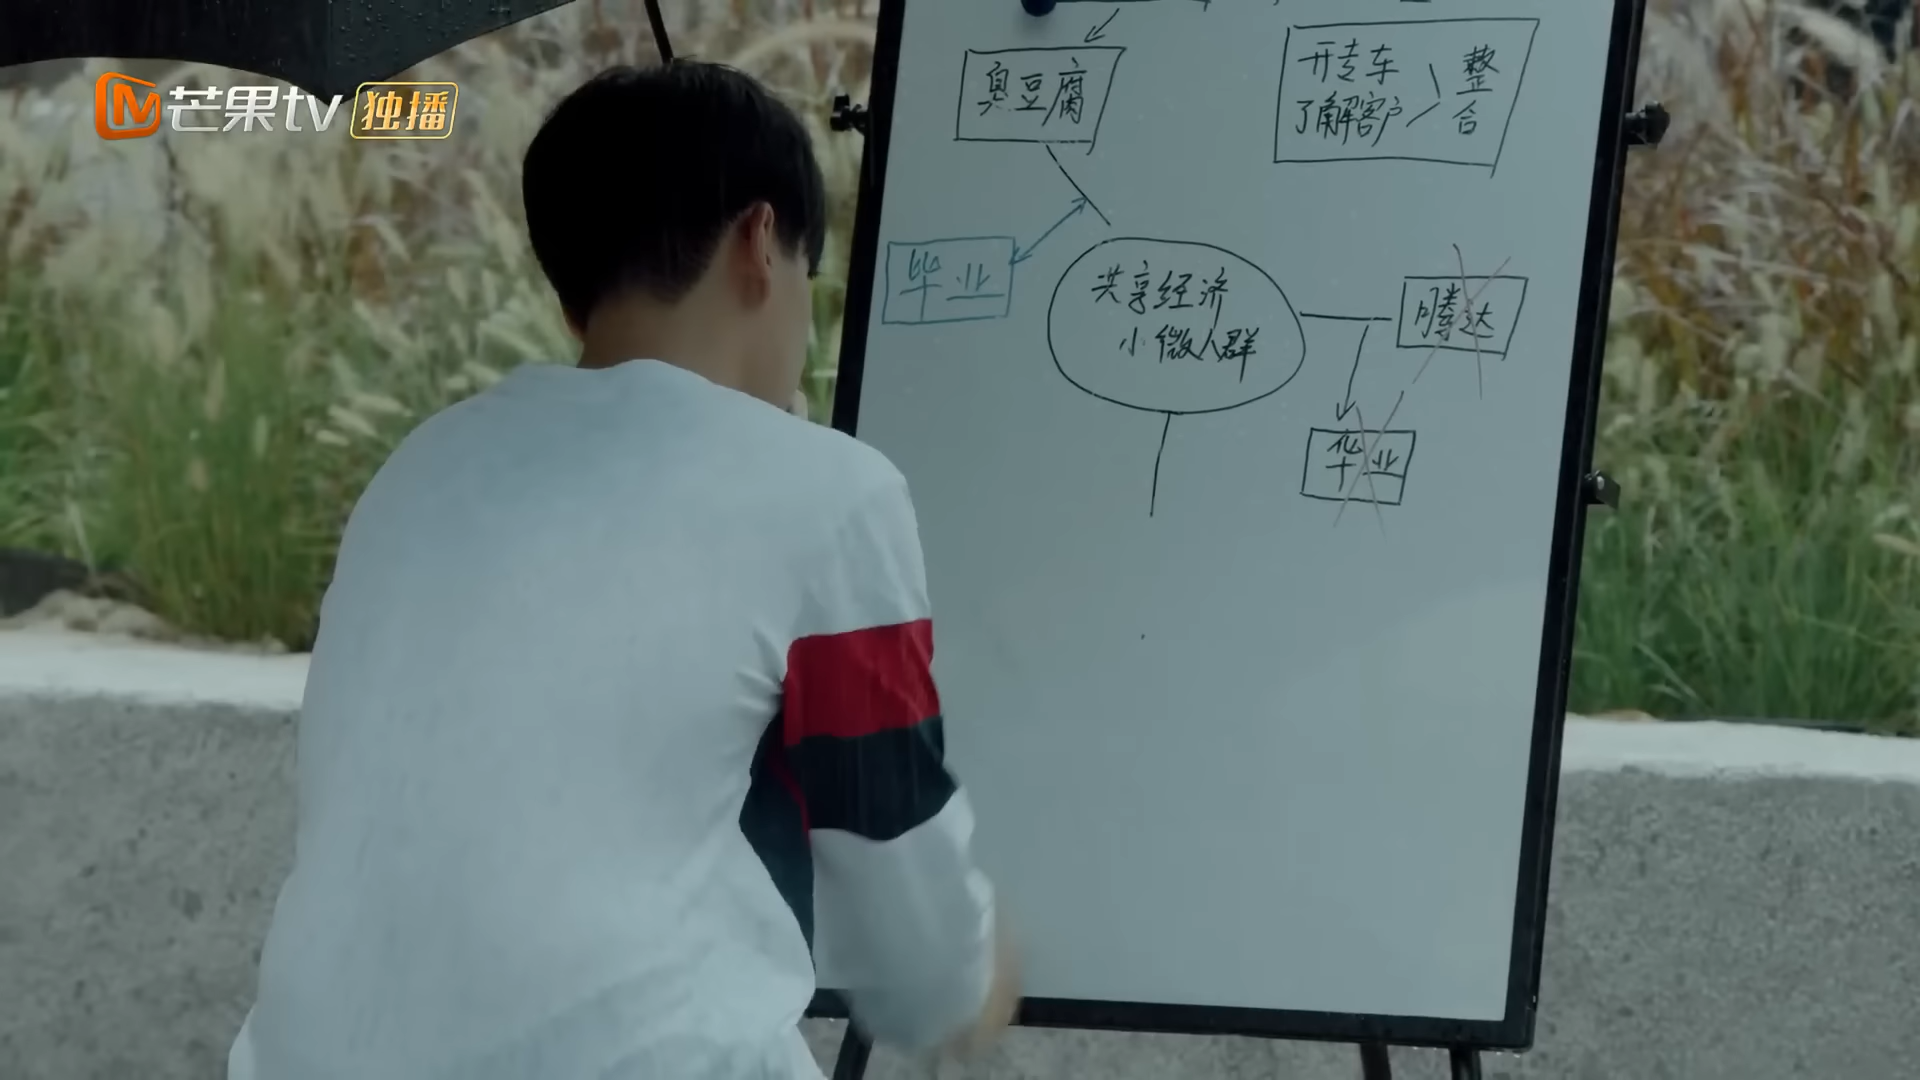 芒果tv 独播
臭豆腐
开专车
了解客户
整合
毕业
共享经济
小微人群
腾达
毕业